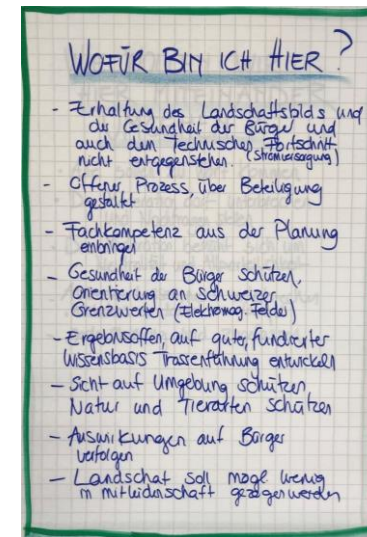 WOFÜR BIN ICH HIER?
- Erhaltung des Landschaftsbilds und
der Gesundheit der Bürger und
auch den technischen Fortschritt
nicht entgegenstehen. (Stromversorgung)
- Offener Prozess, über Beteiligung
gestaltet
- Fachkompetenz aus der Planung
einbringen
- Gesundheit der Bürger schützen,
Orientierung an Schweizer
Grenzwerten (Elektromag. Felder)
- Ergebnisoffen, auf guter, fundierter
Wissensbasis Trassenführung entwickeln
- Sicht auf Umgebung schützen,
Natur und Tierarten schützen
- Auswirkungen auf Bürger
verfolgen
- Landschaft soll mögl. wenig
in mitleidenschaft gezogen werden